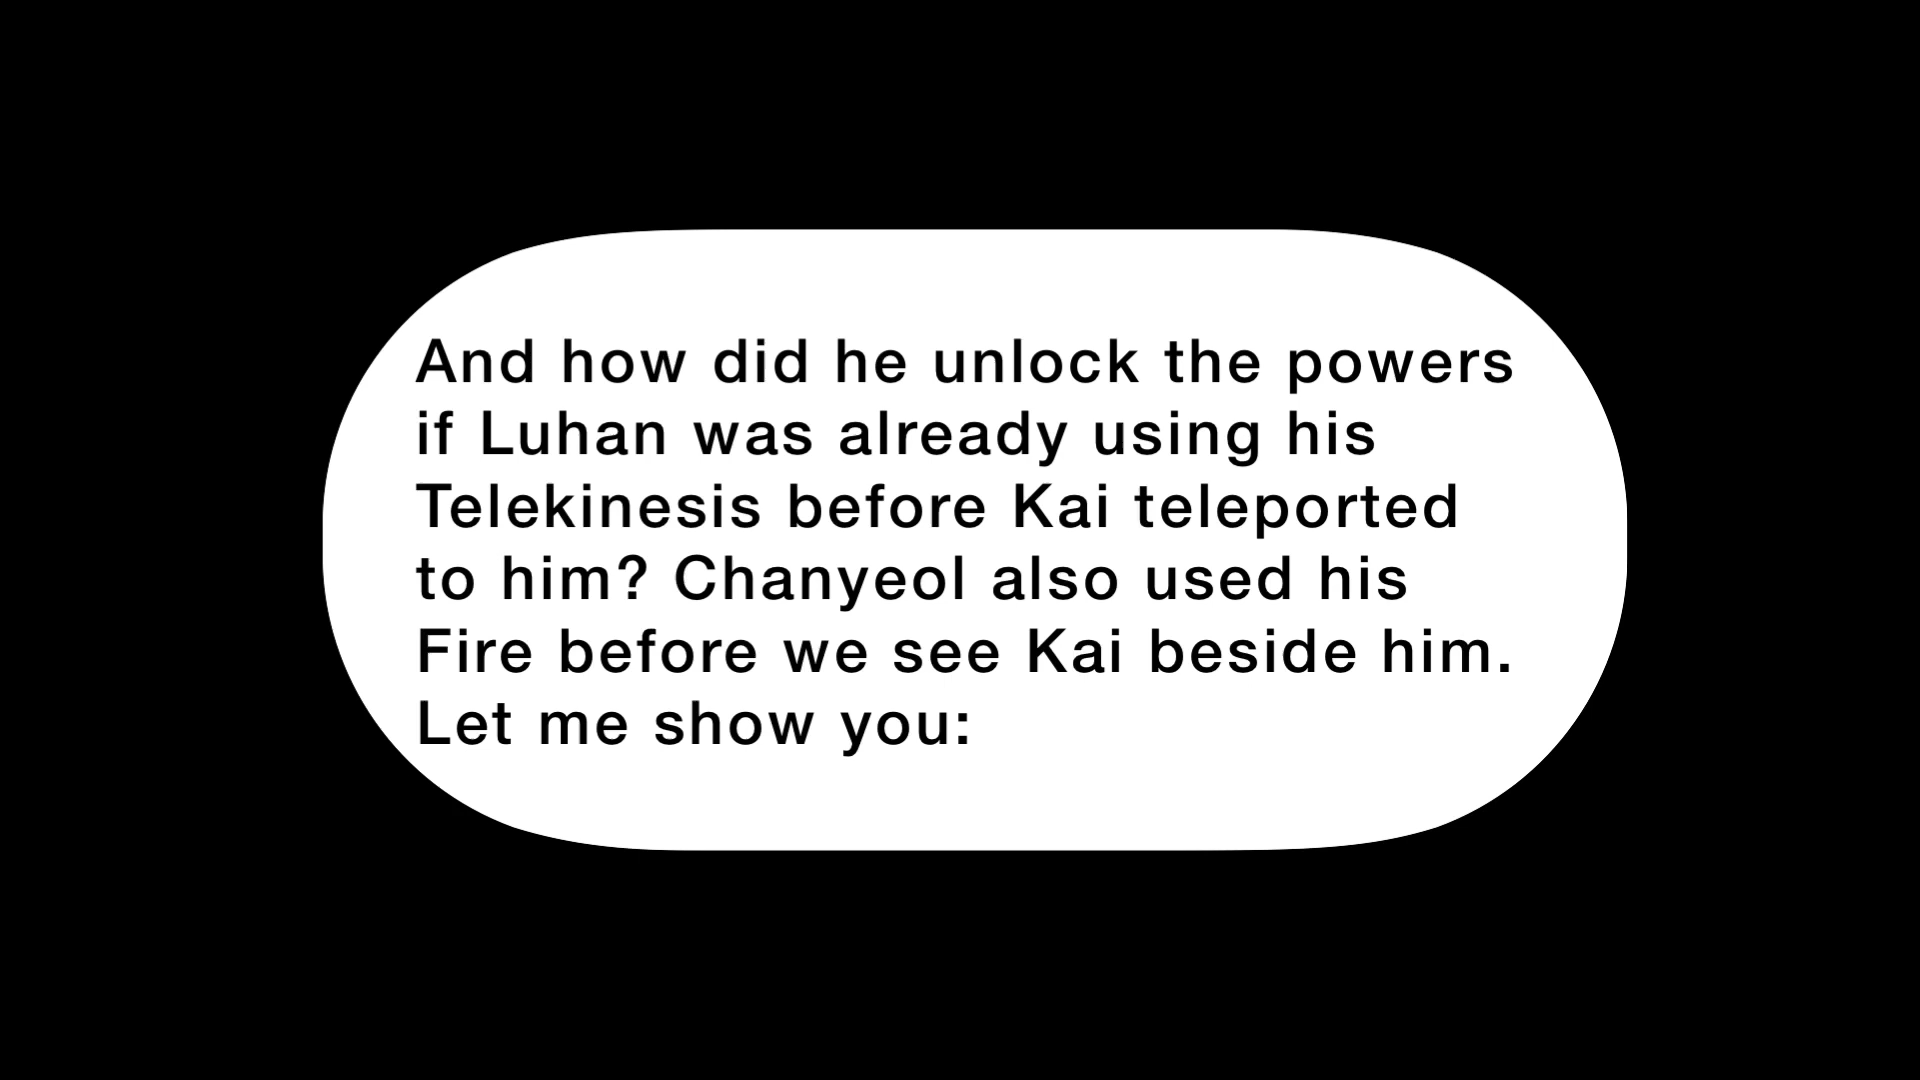 And how did he unlock the powers
if Luhan was already using his
Telekinesis before Kai teleported
to him? Chanyeol also used his
Fire before we see Kai beside him.
Let me show you: